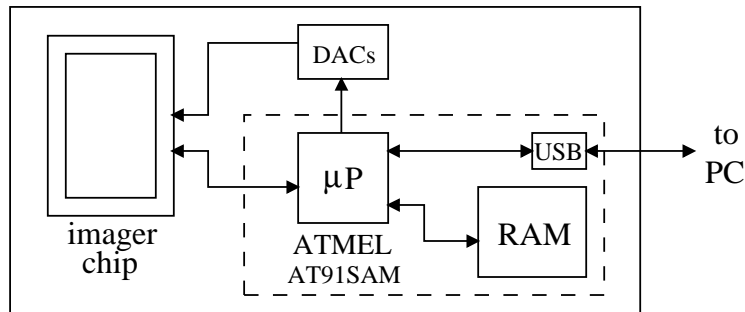 DACs
to
PC
USB
μP
RAM
imager
chip
ATMEL
AT91SAM